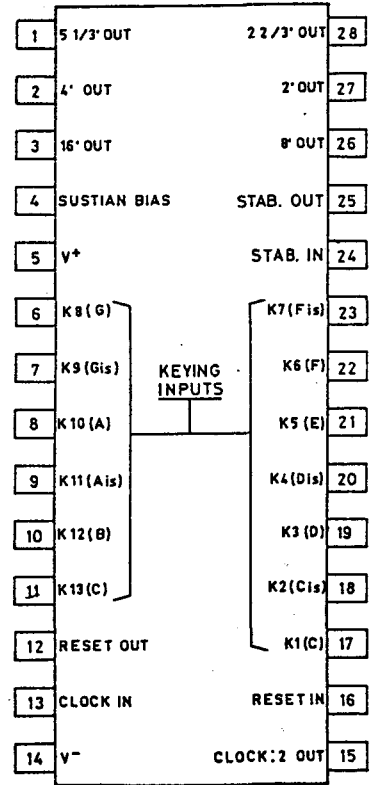 1 5 1/3' OUT 2 2/3' OUT 28
2 4' OUT 2' OUT 27
3 16' OUT 8' OUT 26
4 SUSTIAN BIAS STAB. OUT 25
5 V+ STAB. IN 24
6 K8(G) K7(Fis) 23
7 K9(Gis) K6(F) 22
KEYING
INPUTS
8 K10(A) K5(E) 21
9 K11(Ais) K4(Dis) 20
10 K12(B) K3(D) 19
11 K13(C) K2(Cis) 18
12 RESET OUT K1(C) 17
13 CLOCK IN RESET IN 16
14 V- CLOCK:2 OUT 15